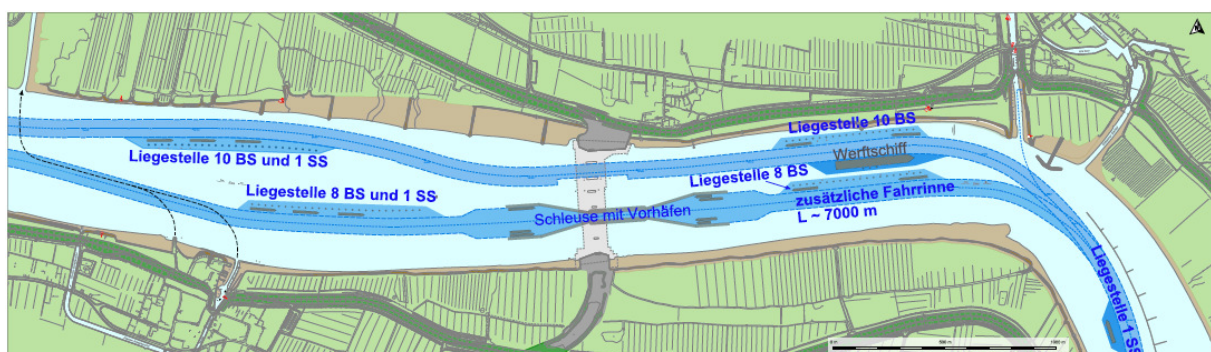 Liegestelle 10 BS
Werftschiff
Liegestelle 10 BS und 1 SS
Liegestelle 8 BS
Liegestelle 8 BS und 1 SS
zusätzliche Fahrrinne
L ~ 7000 m
Schleuse mit Vorhäfen
Liegestelle 1 SS